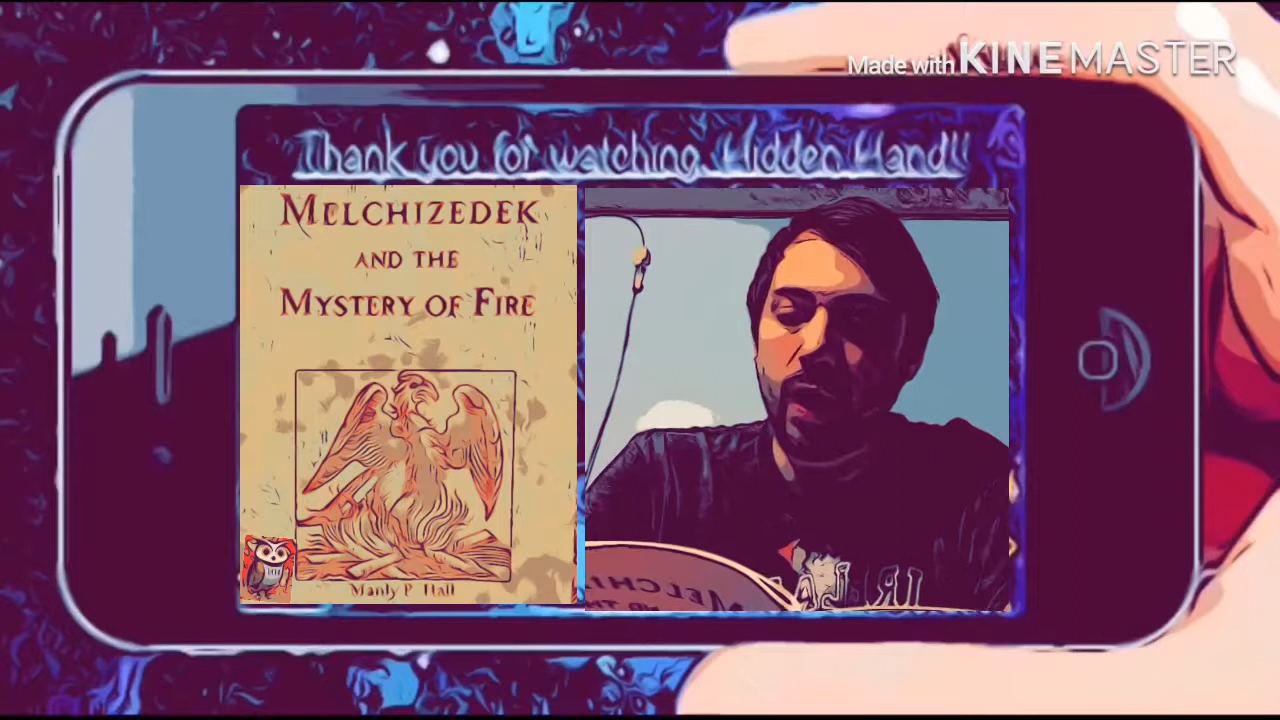 Made with KINEMASTER
Thank you for watching, Hidden Hand!!
MELCHIZEDEK
AND THE
MYSTERY OF FIRE
Manly P. Hall